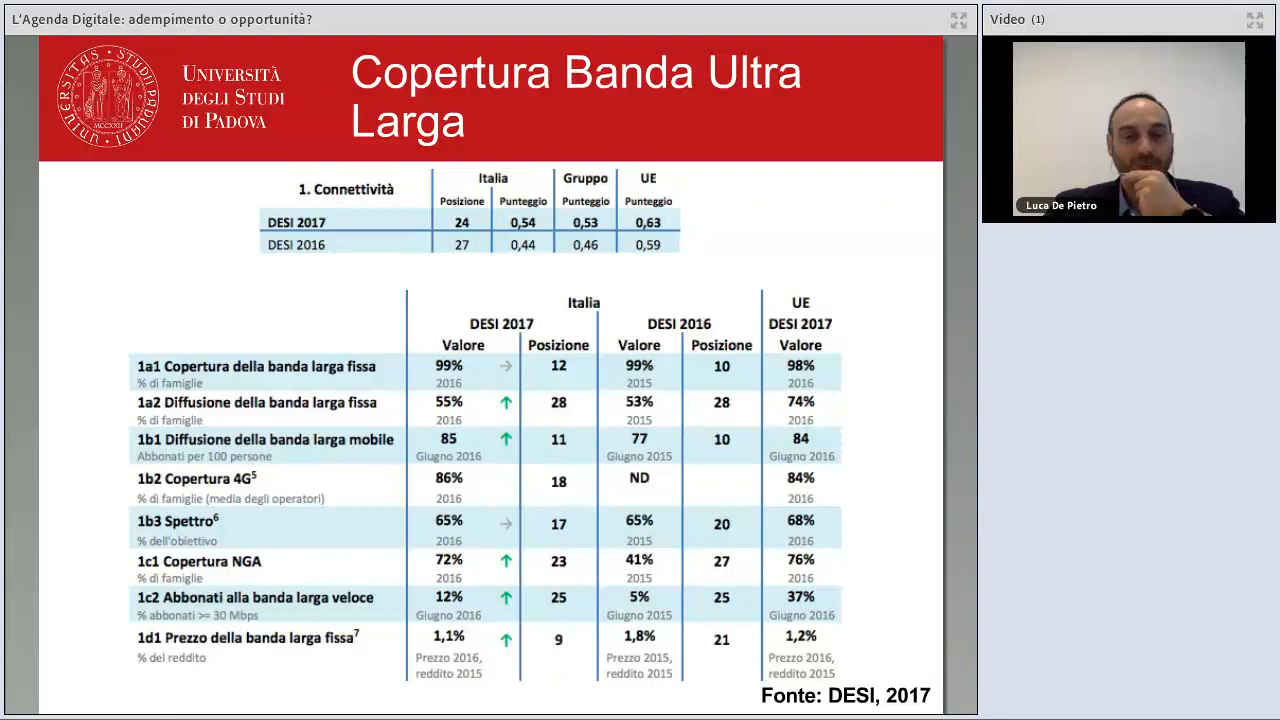 L'Agenda Digitale: adempimento o opportunità?
Video (1)
UNIVERSITÀ
DEGLI STUDI
DI PADOVA
UNIVERSITAS STUDII PADUANI
MCCXXII
Copertura Banda Ultra
Larga
Luca De Pietro
1. Connettività Italia Gruppo UE
Posizione Punteggio Punteggio Punteggio
DESI 2017 24 0,54 0,53 0,63
DESI 2016 27 0,44 0,46 0,59
Italia UE
DESI 2017 DESI 2016 DESI 2017
Valore Posizione Valore Posizione Valore
1a1 Copertura della banda larga fissa 99% → 12 99% 10 98%
% di famiglie 2016 2015 2016
1a2 Diffusione della banda larga fissa 55% ↑ 28 53% 28 74%
% di famiglie 2016 2015 2016
1b1 Diffusione della banda larga mobile 85 ↑ 11 77 10 84
Abbonati per 100 persone Giugno 2016 Giugno 2015 Giugno 2016
1b2 Copertura 4G5 86% 18 ND 84%
% di famiglie (media degli operatori) 2016 2016
1b3 Spettro6 65% → 17 65% 20 68%
% dell'obiettivo 2016 2015 2016
1c1 Copertura NGA 72% ↑ 23 41% 27 76%
% di famiglie 2016 2015 2016
1c2 Abbonati alla banda larga veloce 12% ↑ 25 5% 25 37%
% abbonati >= 30 Mbps Giugno 2016 Giugno 2015 Giugno 2016
1d1 Prezzo della banda larga fissa7 1,1% ↑ 9 1,8% 21 1,2%
% del reddito Prezzo 2016, Prezzo 2015, Prezzo 2016,
reddito 2015 reddito 2015 reddito 2015
Fonte: DESI, 2017